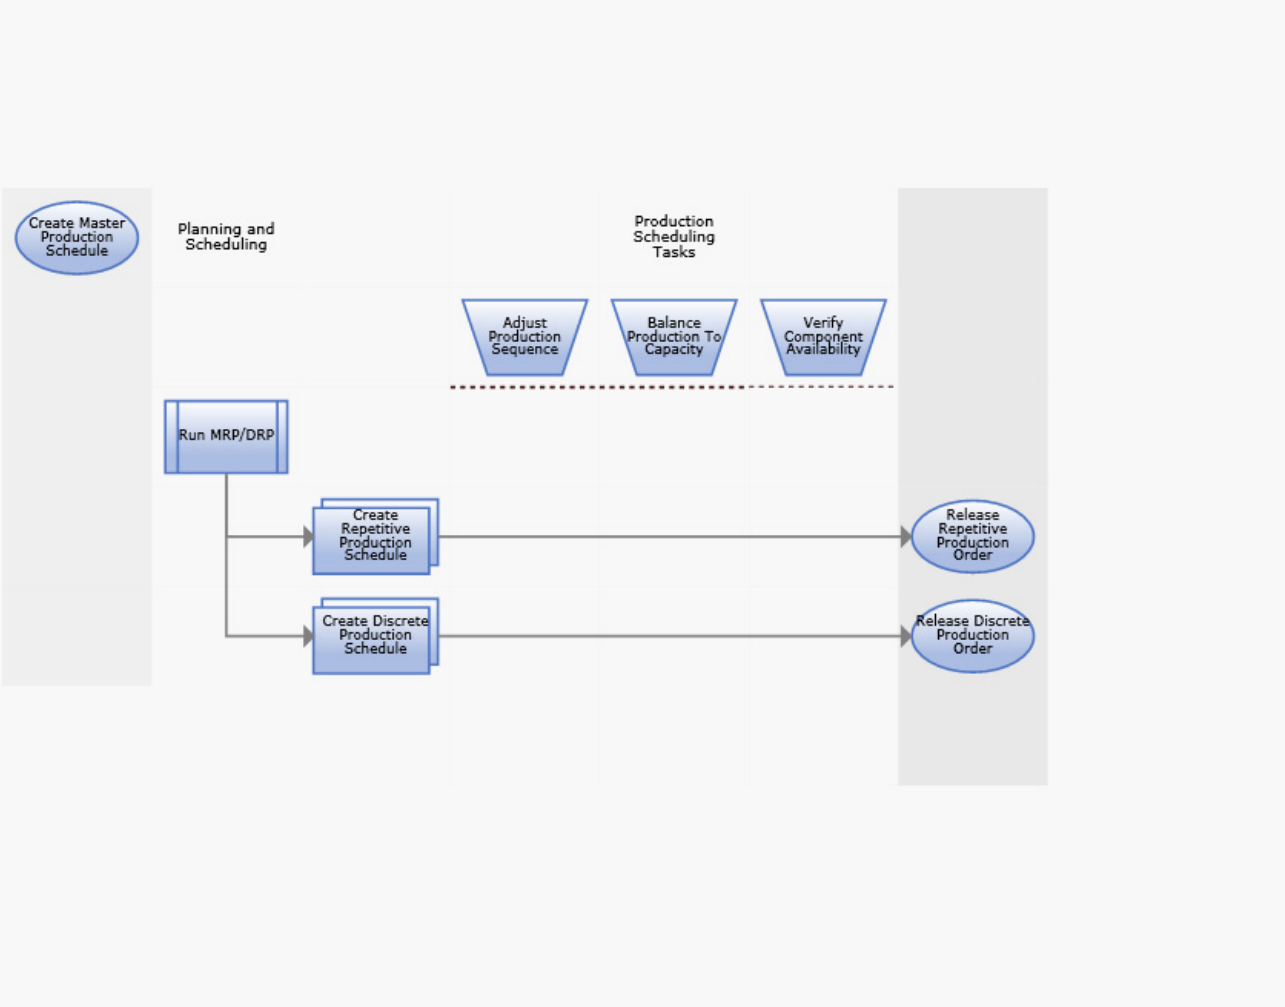 Create Master
Production
Schedule
Planning and
Scheduling
Production
Scheduling
Tasks
Adjust
Production
Sequence
Balance
Production To
Capacity
Verify
Component
Availability
Run MRP/DRP
Create
Repetitive
Production
Schedule
Release
Repetitive
Production
Order
Create Discrete
Production
Schedule
Release Discrete
Production
Order